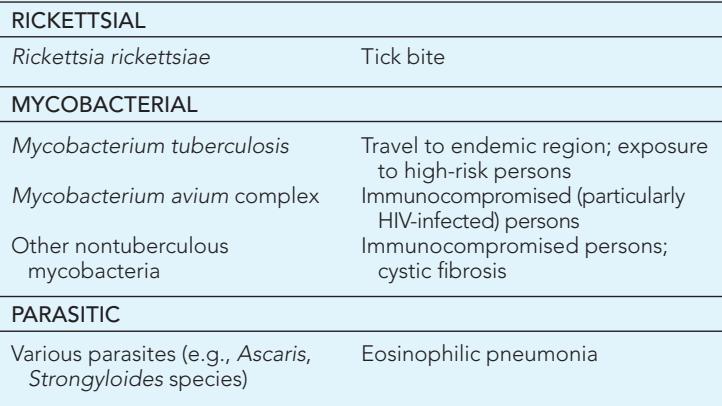 RICKETTSIAL
Rickettsia rickettsiae Tick bite
MYCOBACTERIAL
Mycobacterium tuberculosis Travel to endemic region; exposure
to high-risk persons
Mycobacterium avium complex Immunocompromised (particularly
HIV-infected) persons
Other nontuberculous Immunocompromised persons;
mycobacteria cystic fibrosis
PARASITIC
Various parasites (e.g., Ascaris, Eosinophilic pneumonia
Strongyloides species)